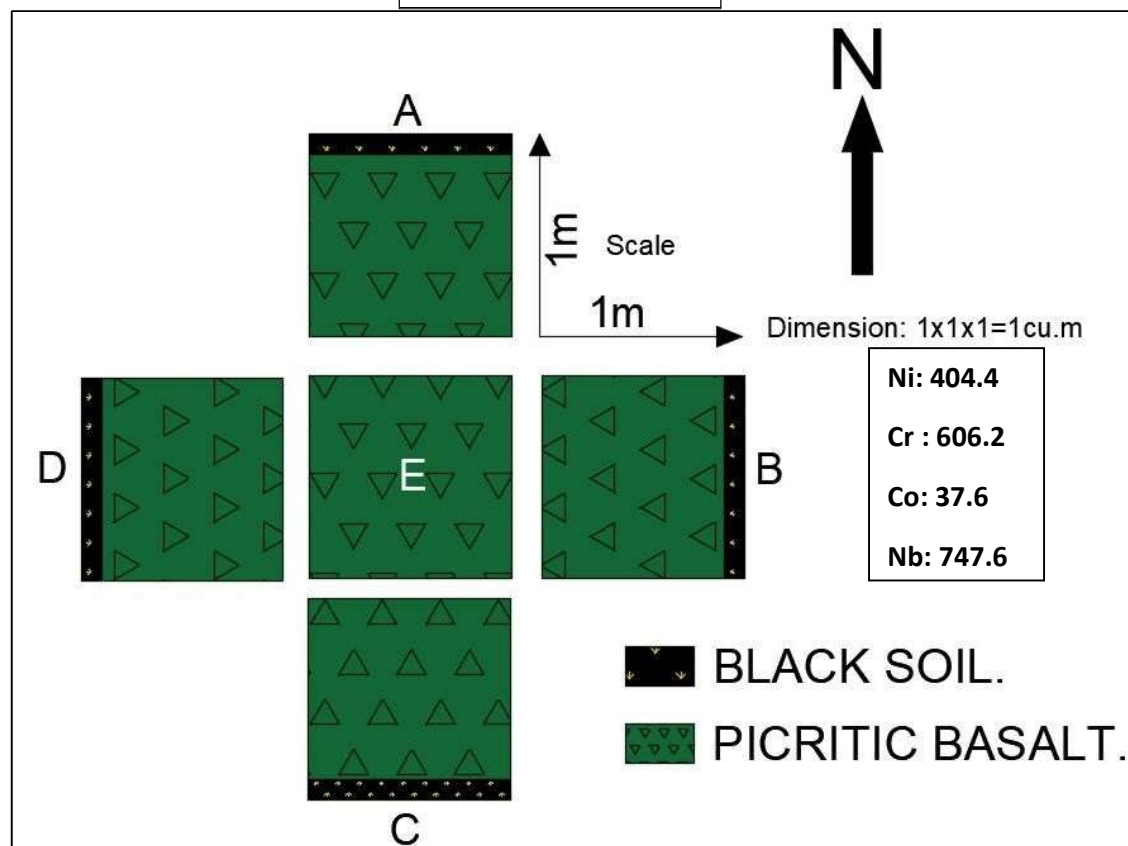 N
A
1m
Scale
1m
Dimension: 1x1x1=1cu.m
Ni: 404.4
Cr : 606.2
Co: 37.6
Nb: 747.6
D
E
B
BLACK SOIL.
PICRITIC BASALT.
C